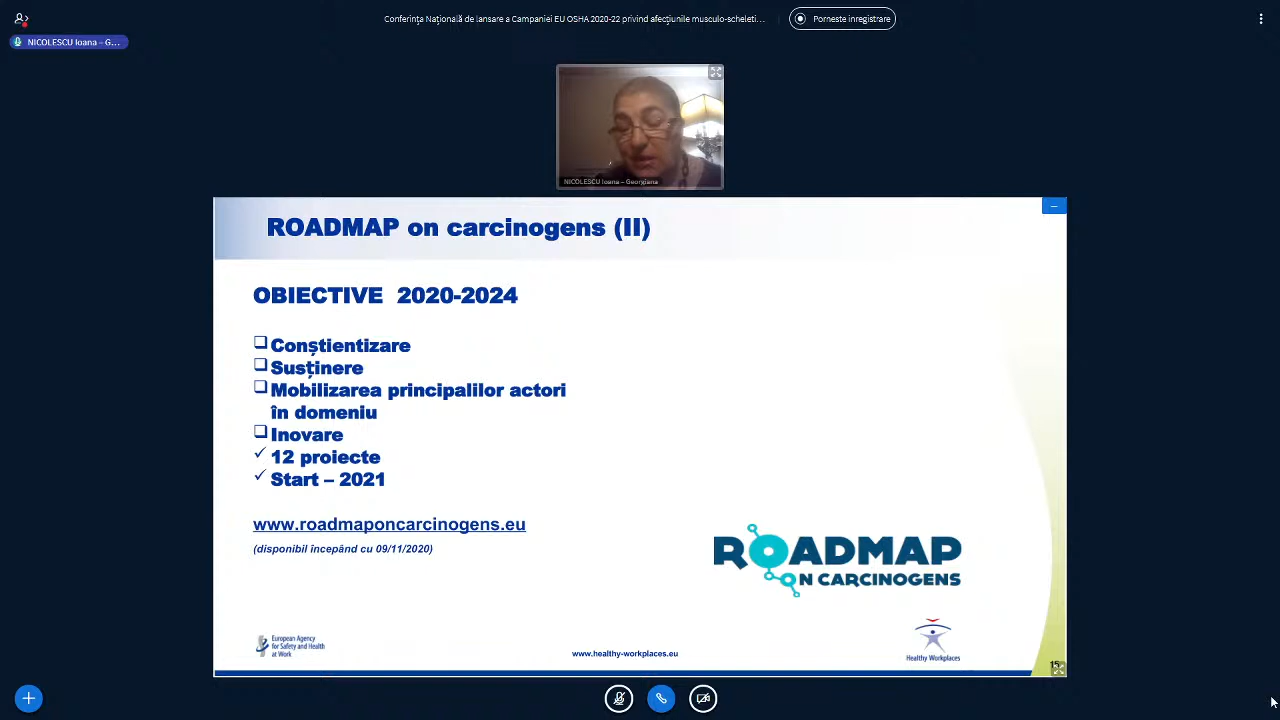 Conferința Națională de lansare a Campaniei EU OSHA 2020-22 privind afecțiunile musculo-scheleti...
Porneste inregistrare
NICOLESCU Ioana – G...
NICOLESCU Ioana – Georgiana
ROADMAP on carcinogens (II)
OBIECTIVE 2020-2024
Conștientizare
Susținere
Mobilizarea principalilor actori
în domeniu
Inovare
12 proiecte
Start – 2021
www.roadmaponcarcinogens.eu
(disponibil începând cu 09/11/2020)
ROADMAP
ON CARCINOGENS
European Agency
for Safety and Health
at Work
www.healthy-workplaces.eu
Healthy Workplaces
15